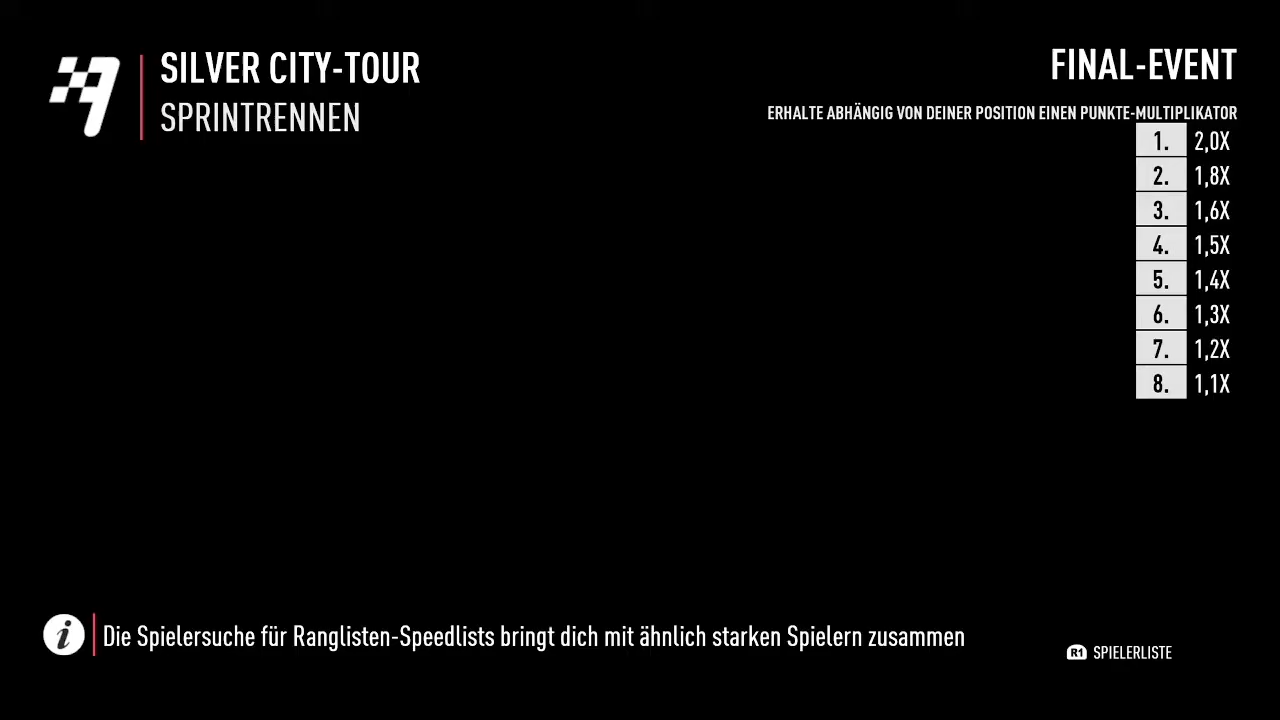 SILVER CITY-TOUR
SPRINTRENNEN
FINAL-EVENT
ERHALTE ABHÄNGIG VON DEINER POSITION EINEN PUNKTE-MULTIPLIKATOR
1. 2,0X
2. 1,8X
3. 1,6X
4. 1,5X
5. 1,4X
6. 1,3X
7. 1,2X
8. 1,1X
i Die Spielersuche für Ranglisten-Speedlists bringt dich mit ähnlich starken Spielern zusammen
R1 SPIELERLISTE